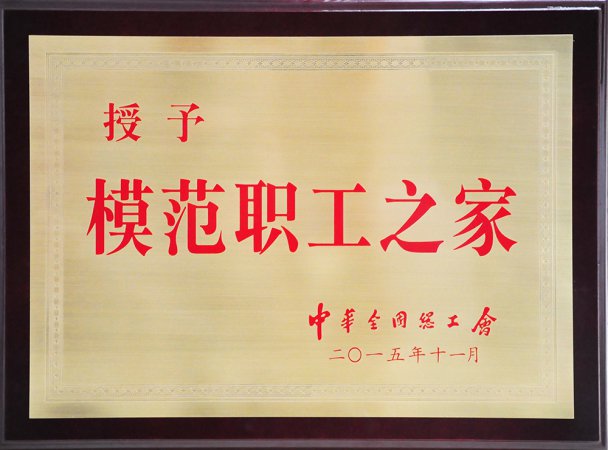 授予
模范职工之家
中华全国总工会
二〇一五年十一月